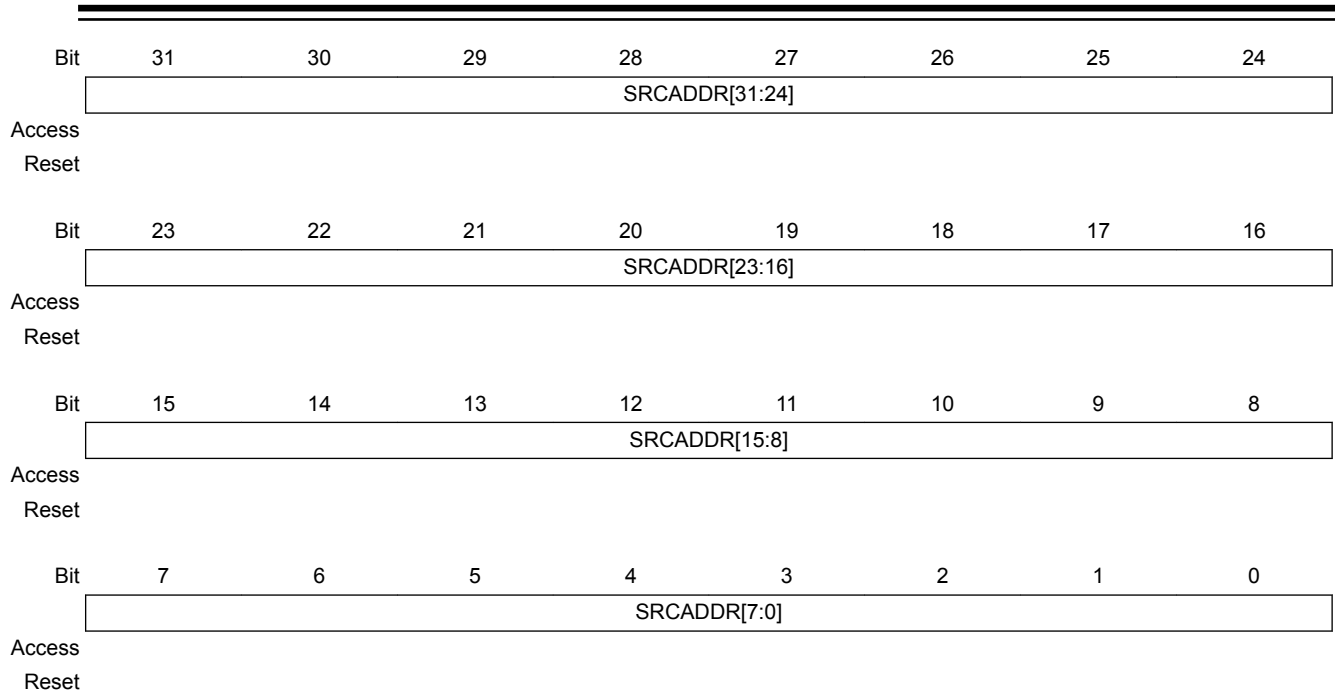 Bit 31 30 29 28 27 26 25 24
SRCADDR[31:24]
Access
Reset
Bit 23 22 21 20 19 18 17 16
SRCADDR[23:16]
Access
Reset
Bit 15 14 13 12 11 10 9 8
SRCADDR[15:8]
Access
Reset
Bit 7 6 5 4 3 2 1 0
SRCADDR[7:0]
Access
Reset